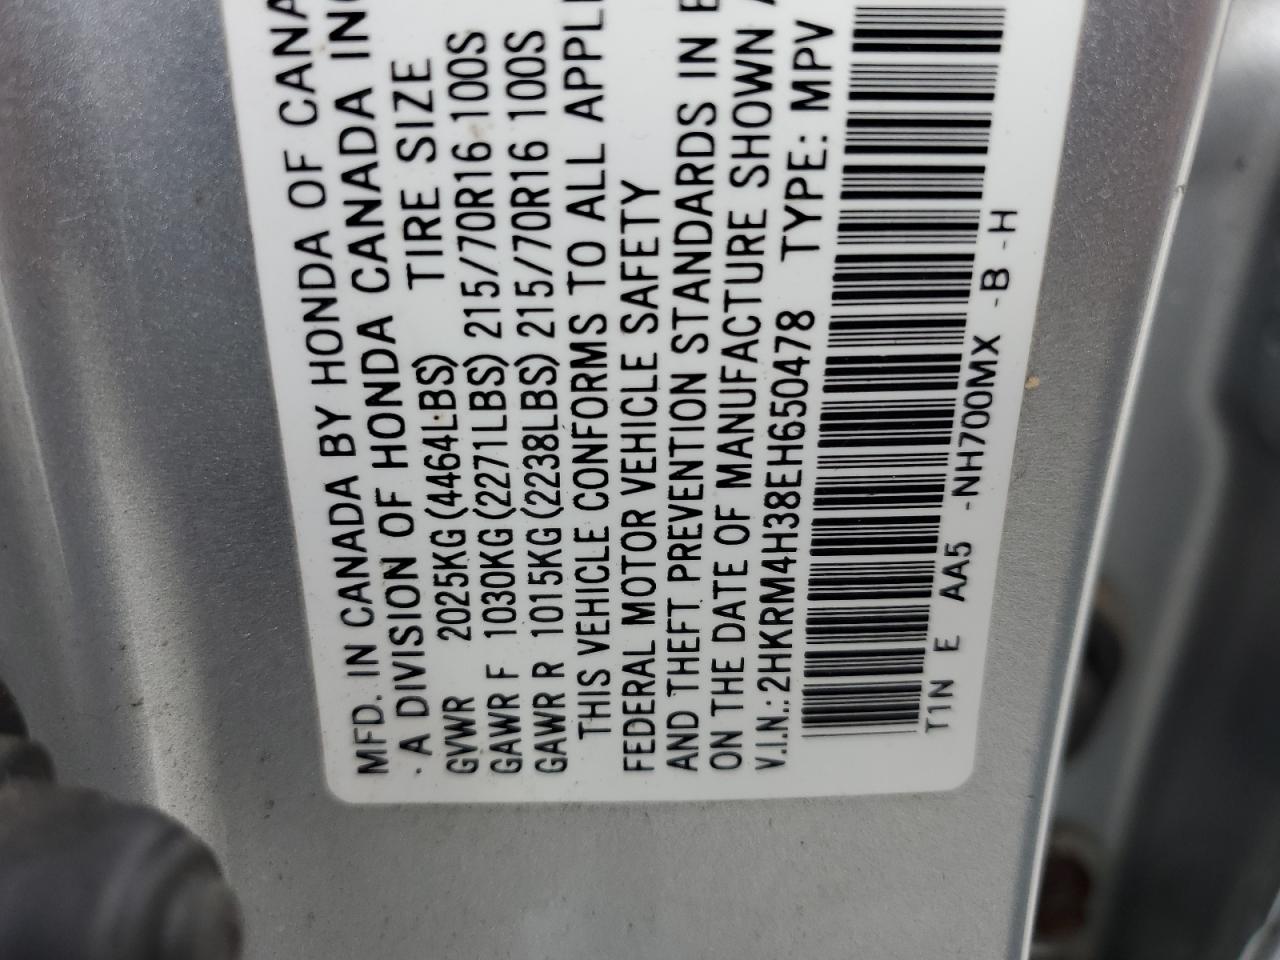 MFD. IN CANADA BY HONDA OF CANA
. A DIVISION OF HONDA CANADA INC
TIRE SIZE
GVWR 2025KG (4464LBS)
GAWR F 1030KG (2271LBS) 215/70R16 100S
GAWR R 1015KG (2238LBS) 215/70R16 100S
THIS VEHICLE CONFORMS TO ALL APPLI
FEDERAL MOTOR VEHICLE SAFETY
AND THEFT PREVENTION STANDARDS IN E
ON THE DATE OF MANUFACTURE SHOWN A
V.I.N.: 2HKRM4H38EH650478 TYPE: MPV
T1N E AA5 -NH700MX -B -H